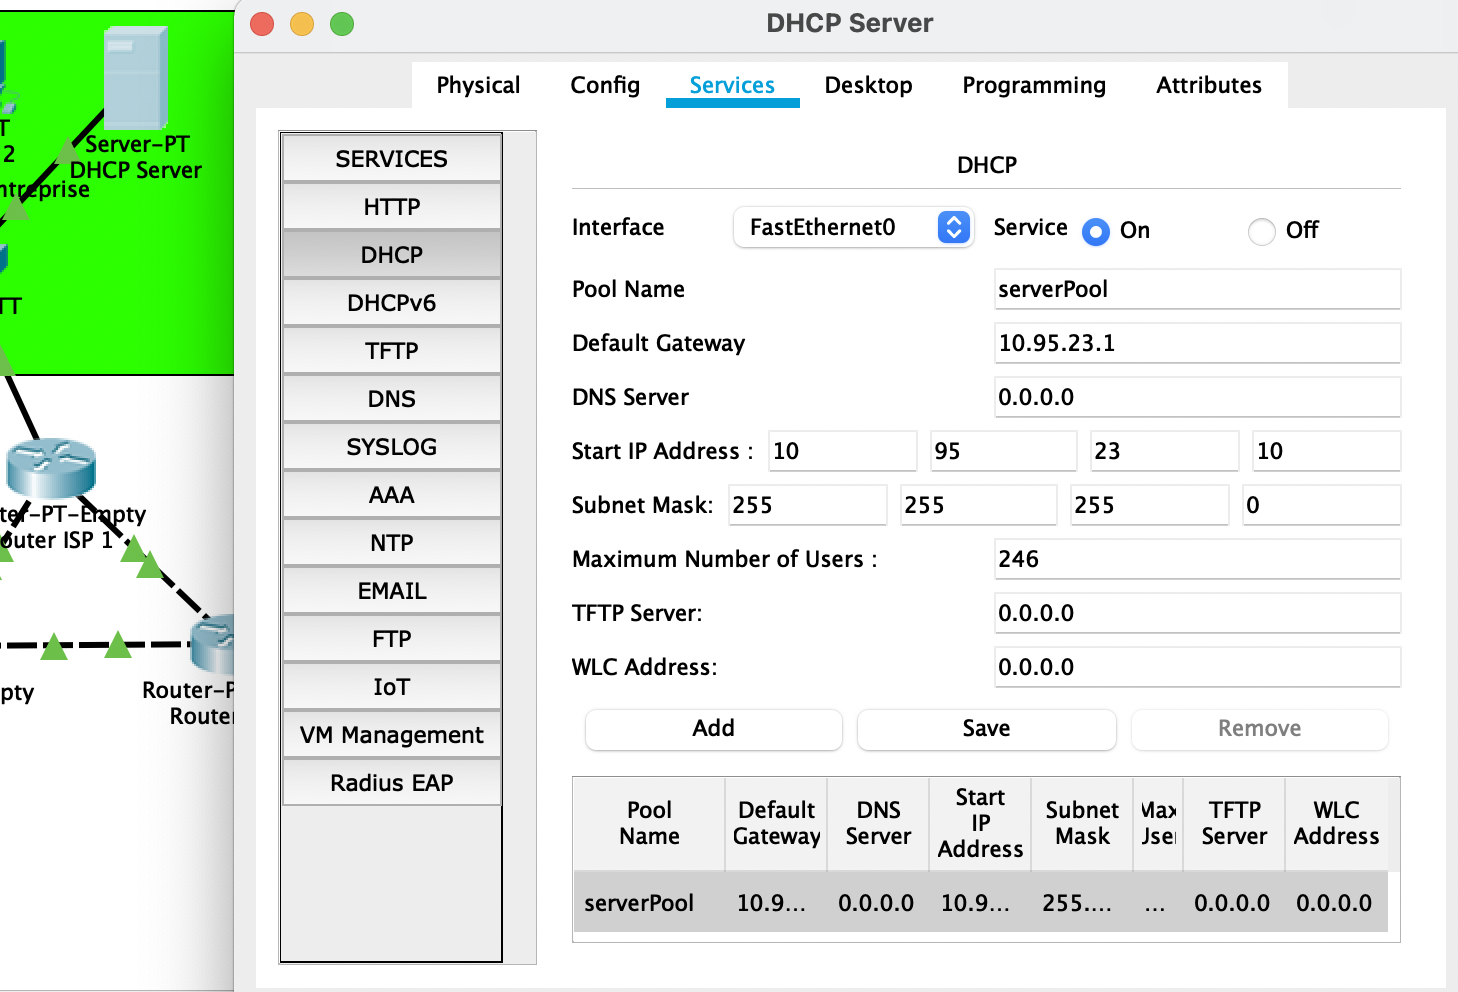 DHCP Server
Physical Config Services Desktop Programming Attributes
T
2
Server-PT
DHCP Server
ntreprise
TT
ter-PT-Empty
outer ISP 1
pty
Router-P
Route
SERVICES
HTTP
DHCP
DHCPv6
TFTP
DNS
SYSLOG
AAA
NTP
EMAIL
FTP
IoT
VM Management
Radius EAP
DHCP
Interface FastEthernet0 Service On Off
Pool Name serverPool
Default Gateway 10.95.23.1
DNS Server 0.0.0.0
Start IP Address : 10 95 23 10
Subnet Mask: 255 255 255 0
Maximum Number of Users : 246
TFTP Server: 0.0.0.0
WLC Address: 0.0.0.0
Add Save Remove
Pool Name Default Gateway DNS Server Start IP Address Subnet Mask Max User TFTP Server WLC Address
serverPool 10.9... 0.0.0.0 10.9... 255.... ... 0.0.0.0 0.0.0.0